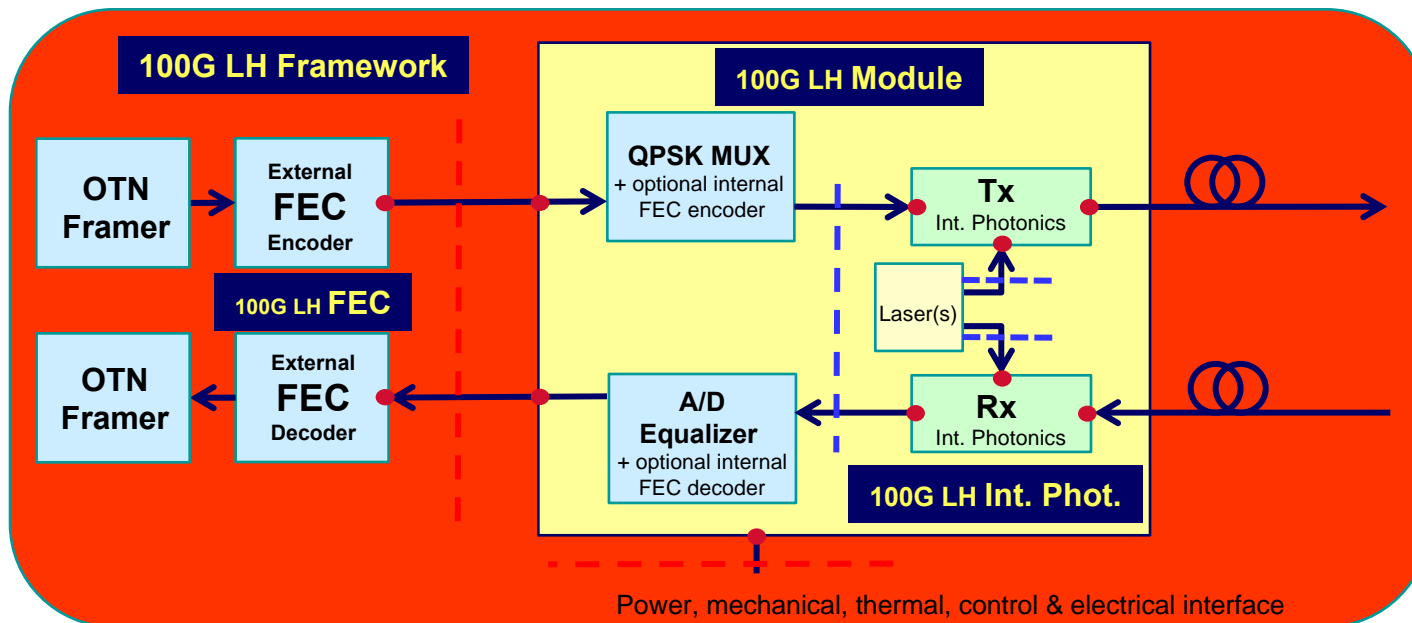 100G LH Framework
100G LH Module
OTN
Framer
External
FEC
Encoder
QPSK MUX
+ optional internal
FEC encoder
Tx
Int. Photonics
Laser(s)
100G LH FEC
OTN
Framer
External
FEC
Decoder
A/D
Equalizer
+ optional internal
FEC decoder
Rx
Int. Photonics
100G LH Int. Phot.
Power, mechanical, thermal, control & electrical interface